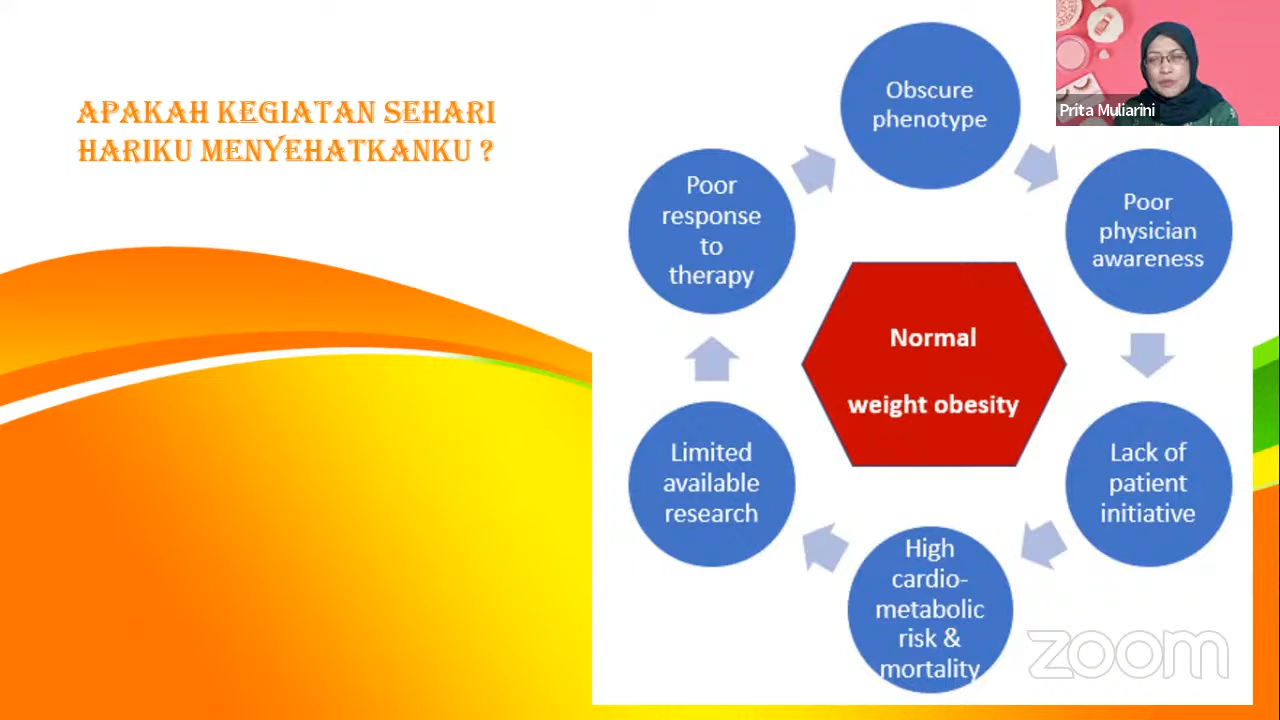 APAKAH KEGIATAN SEHARI
HARIKU MENYEHATKANKU ?
Obscure
phenotype
Poor
physician
awareness
Lack of
patient
initiative
High
cardio-
metabolic
risk &
mortality
Limited
available
research
Poor
response
to
therapy
Normal
weight obesity
Prita Muliarini
zoom